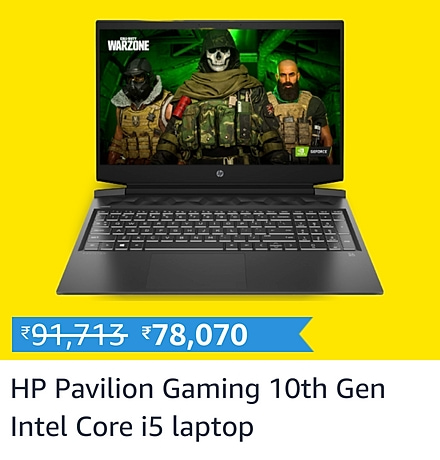 CALL OF DUTY
WARZONE
GEFORCE
hp
₹91,713 ₹78,070
HP Pavilion Gaming 10th Gen
Intel Core i5 laptop